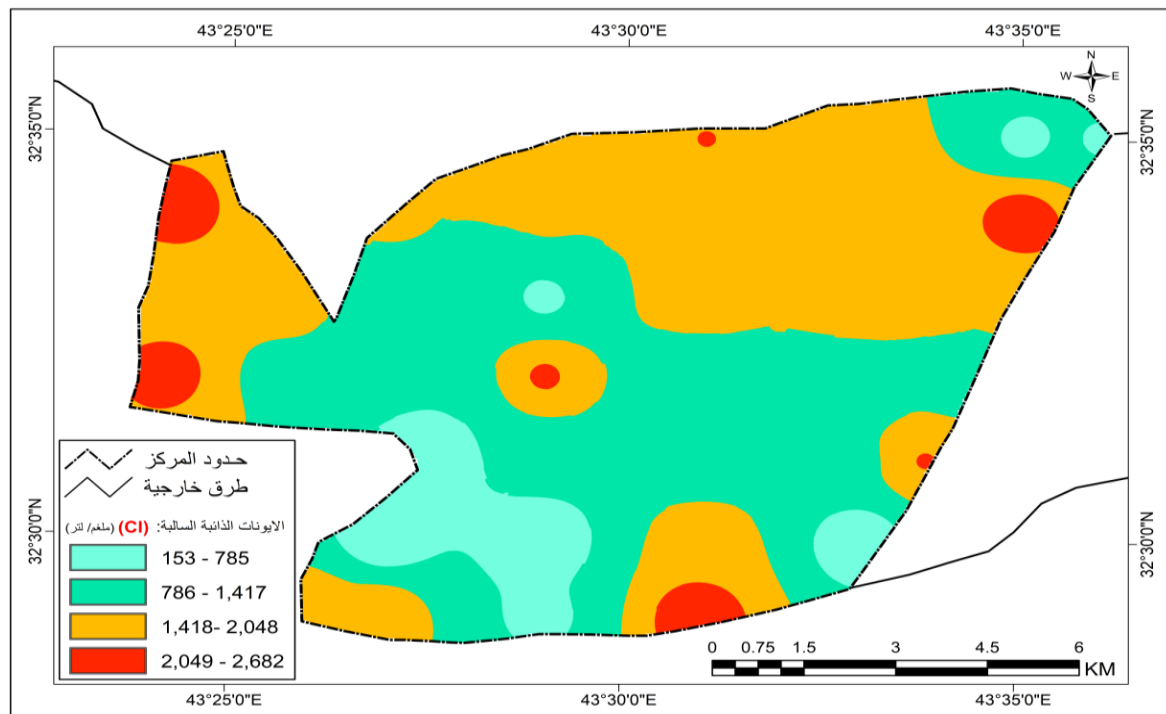 43°25'0"E 43°30'0"E 43°35'0"E
N
W E
S
32°35'0"N 32°35'0"N
32°30'0"N 32°30'0"N
حدود المركز
طرق خارجية
الايونات الذائبة السالبة: (Cl) (ملغم/ لتر)
153 - 785
786 - 1,417
1,418- 2,048
2,049 - 2,682
0 0.75 1.5 3 4.5 6
KM
43°25'0"E 43°30'0"E 43°35'0"E